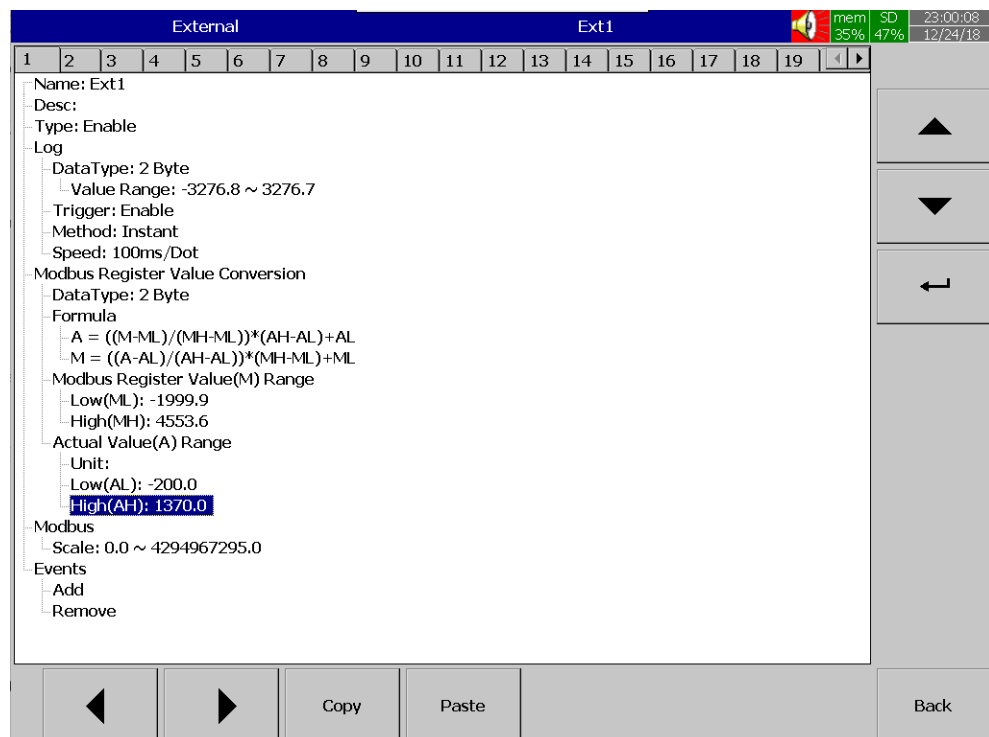 External
Ext1
mem 35%
SD 47%
23:00:08
12/24/18
1 2 3 4 5 6 7 8 9 10 11 12 13 14 15 16 17 18 19
Name: Ext1
Desc:
Type: Enable
Log
DataType: 2 Byte
Value Range: -3276.8 ~ 3276.7
Trigger: Enable
Method: Instant
Speed: 100ms/Dot
Modbus Register Value Conversion
DataType: 2 Byte
Formula
A = ((M-ML)/(MH-ML))*(AH-AL)+AL
M = ((A-AL)/(AH-AL))*(MH-ML)+ML
Modbus Register Value(M) Range
Low(ML): -1999.9
High(MH): 4553.6
Actual Value(A) Range
Unit:
Low(AL): -200.0
High(AH): 1370.0
Modbus
Scale: 0.0 ~ 4294967295.0
Events
Add
Remove
Copy
Paste
Back